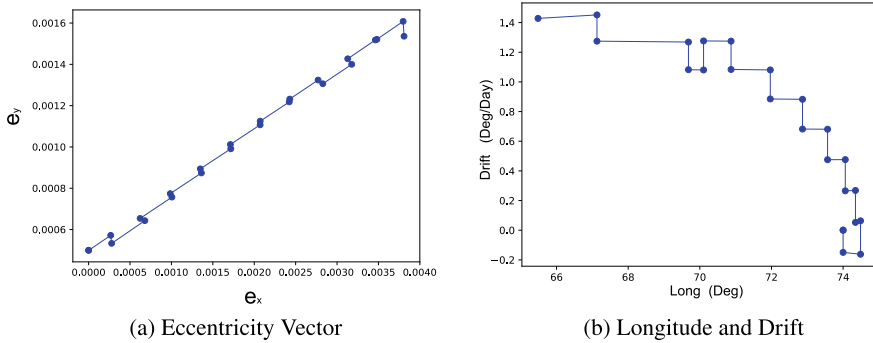 0.0016
0.0014
0.0012
0.0010
0.0008
0.0006
e_y
0.0000 0.0005 0.0010 0.0015 0.0020 0.0025 0.0030 0.0035 0.0040
e_x
(a) Eccentricity Vector
1.4
1.2
1.0
0.8
0.6
0.4
0.2
0.0
−0.2
Drift (Deg/Day)
66 68 70 72 74
Long (Deg)
(b) Longitude and Drift